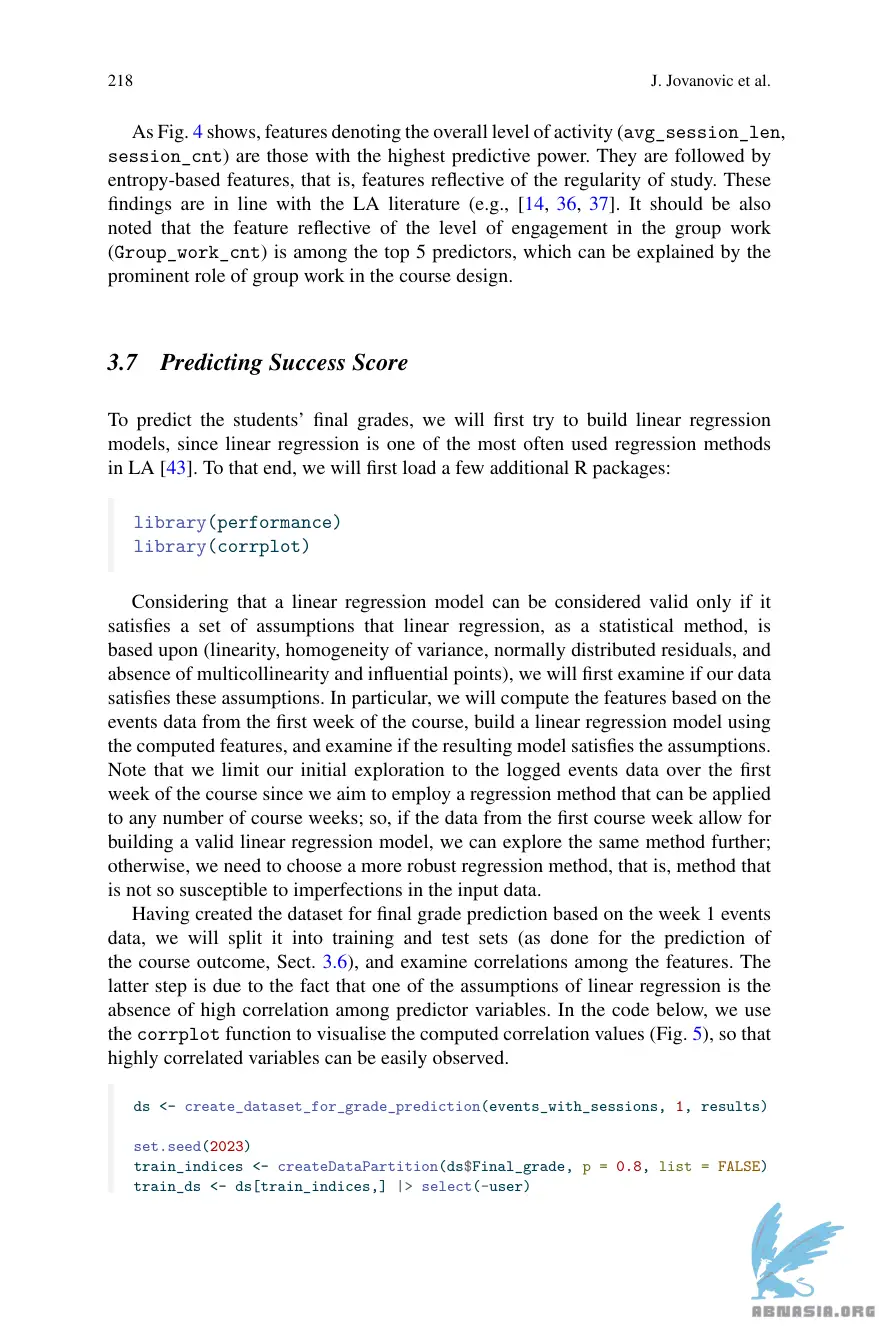 218
J. Jovanovic et al.
As Fig. 4 shows, features denoting the overall level of activity (avg_session_len,
session_cnt) are those with the highest predictive power. They are followed by
entropy-based features, that is, features reflective of the regularity of study. These
findings are in line with the LA literature (e.g., [14, 36, 37]. It should be also
noted that the feature reflective of the level of engagement in the group work
(Group_work_cnt) is among the top 5 predictors, which can be explained by the
prominent role of group work in the course design.
3.7 Predicting Success Score
To predict the students’ final grades, we will first try to build linear regression
models, since linear regression is one of the most often used regression methods
in LA [43]. To that end, we will first load a few additional R packages:
library(performance)
library(corrplot)
Considering that a linear regression model can be considered valid only if it
satisfies a set of assumptions that linear regression, as a statistical method, is
based upon (linearity, homogeneity of variance, normally distributed residuals, and
absence of multicollinearity and influential points), we will first examine if our data
satisfies these assumptions. In particular, we will compute the features based on the
events data from the first week of the course, build a linear regression model using
the computed features, and examine if the resulting model satisfies the assumptions.
Note that we limit our initial exploration to the logged events data over the first
week of the course since we aim to employ a regression method that can be applied
to any number of course weeks; so, if the data from the first course week allow for
building a valid linear regression model, we can explore the same method further;
otherwise, we need to choose a more robust regression method, that is, method that
is not so susceptible to imperfections in the input data.
Having created the dataset for final grade prediction based on the week 1 events
data, we will split it into training and test sets (as done for the prediction of
the course outcome, Sect. 3.6), and examine correlations among the features. The
latter step is due to the fact that one of the assumptions of linear regression is the
absence of high correlation among predictor variables. In the code below, we use
the corrplot function to visualise the computed correlation values (Fig. 5), so that
highly correlated variables can be easily observed.
ds <- create_dataset_for_grade_prediction(events_with_sessions, 1, results)
set.seed(2023)
train_indices <- createDataPartition(ds$Final_grade, p = 0.8, list = FALSE)
train_ds <- ds[train_indices,] |> select(-user)
ABNASIA.ORG